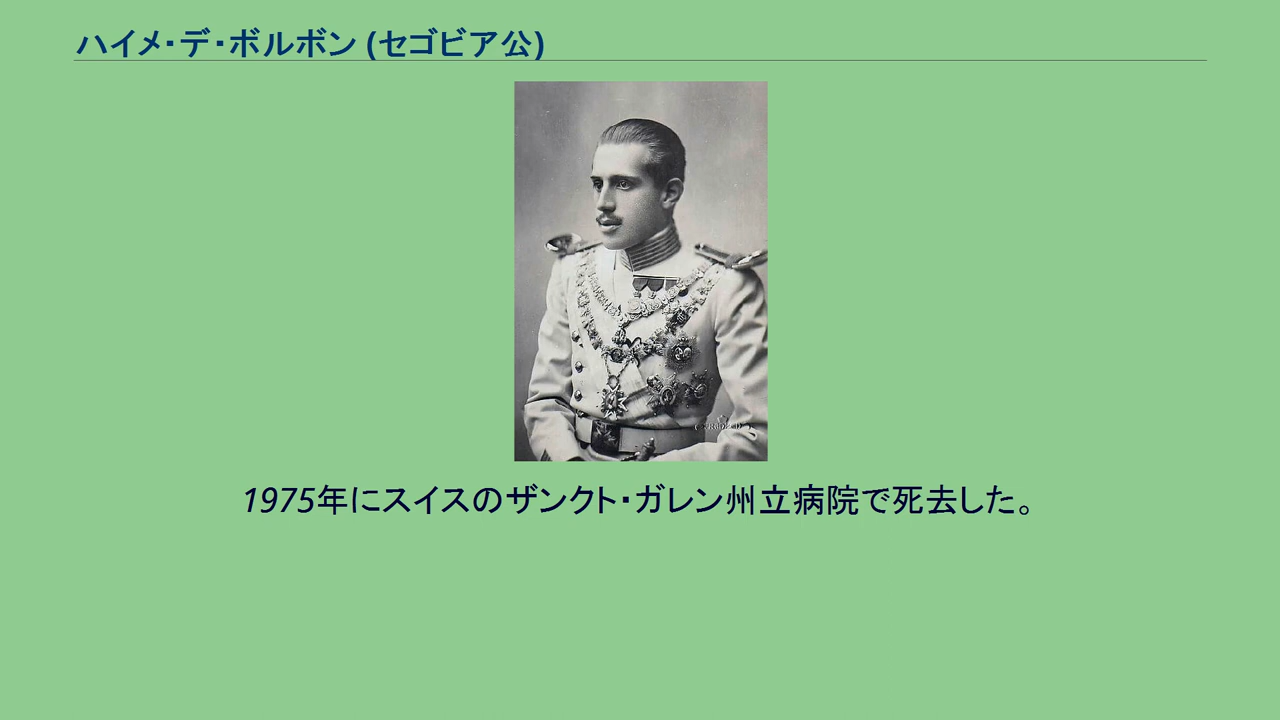 ハイメ・デ・ボルボン (セゴビア公)
1975年にスイスのザンクト・ガレン州立病院で死去した。